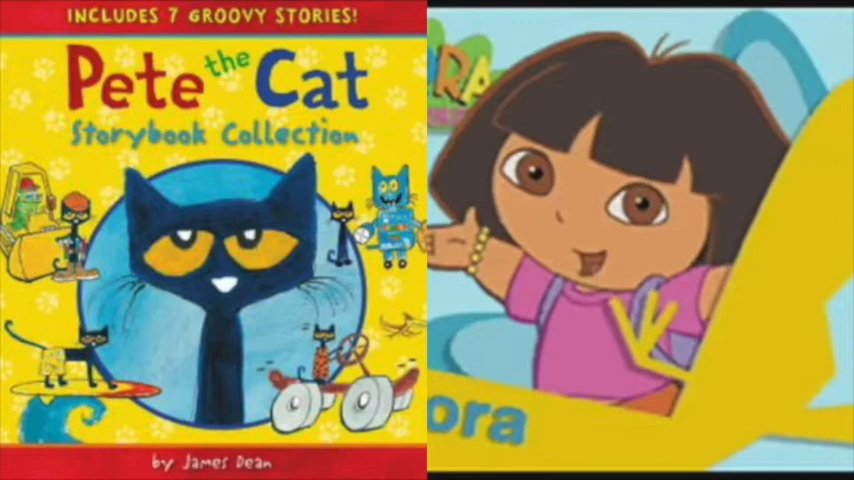 INCLUDES 7 GROOVY STORIES!
Pete the Cat
Storybook Collection
by James Dean
ora